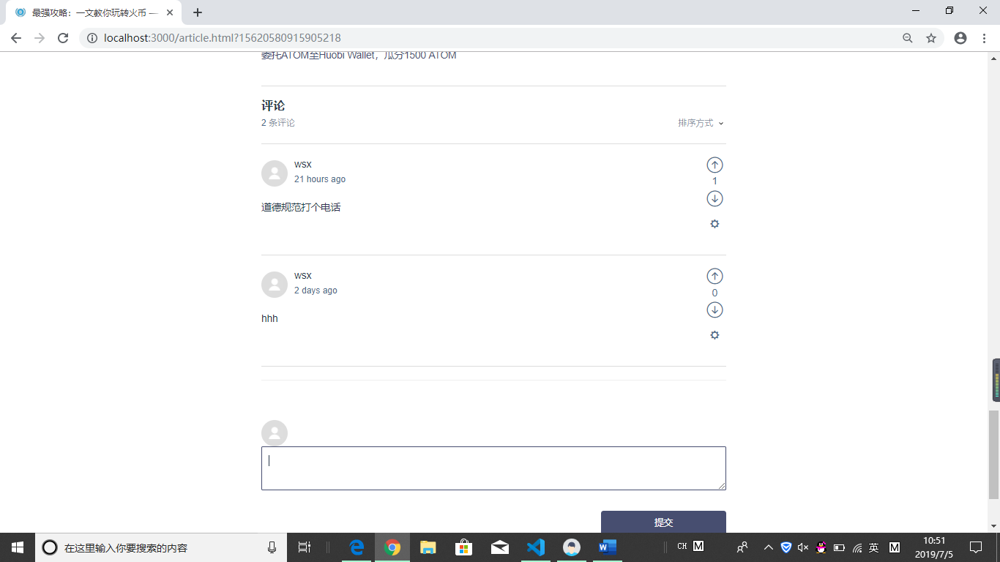 最强攻略：一文教你玩转火币 —
localhost:3000/article.html?15620580915905218
委托ATOM至Huobi Wallet，瓜分1500 ATOM
评论
2 条评论
排序方式
WSX
21 hours ago
1
道德规范打个电话
WSX
2 days ago
0
hhh
提交
在这里输入你要搜索的内容
CH M
英
M
10:51
2019/7/5